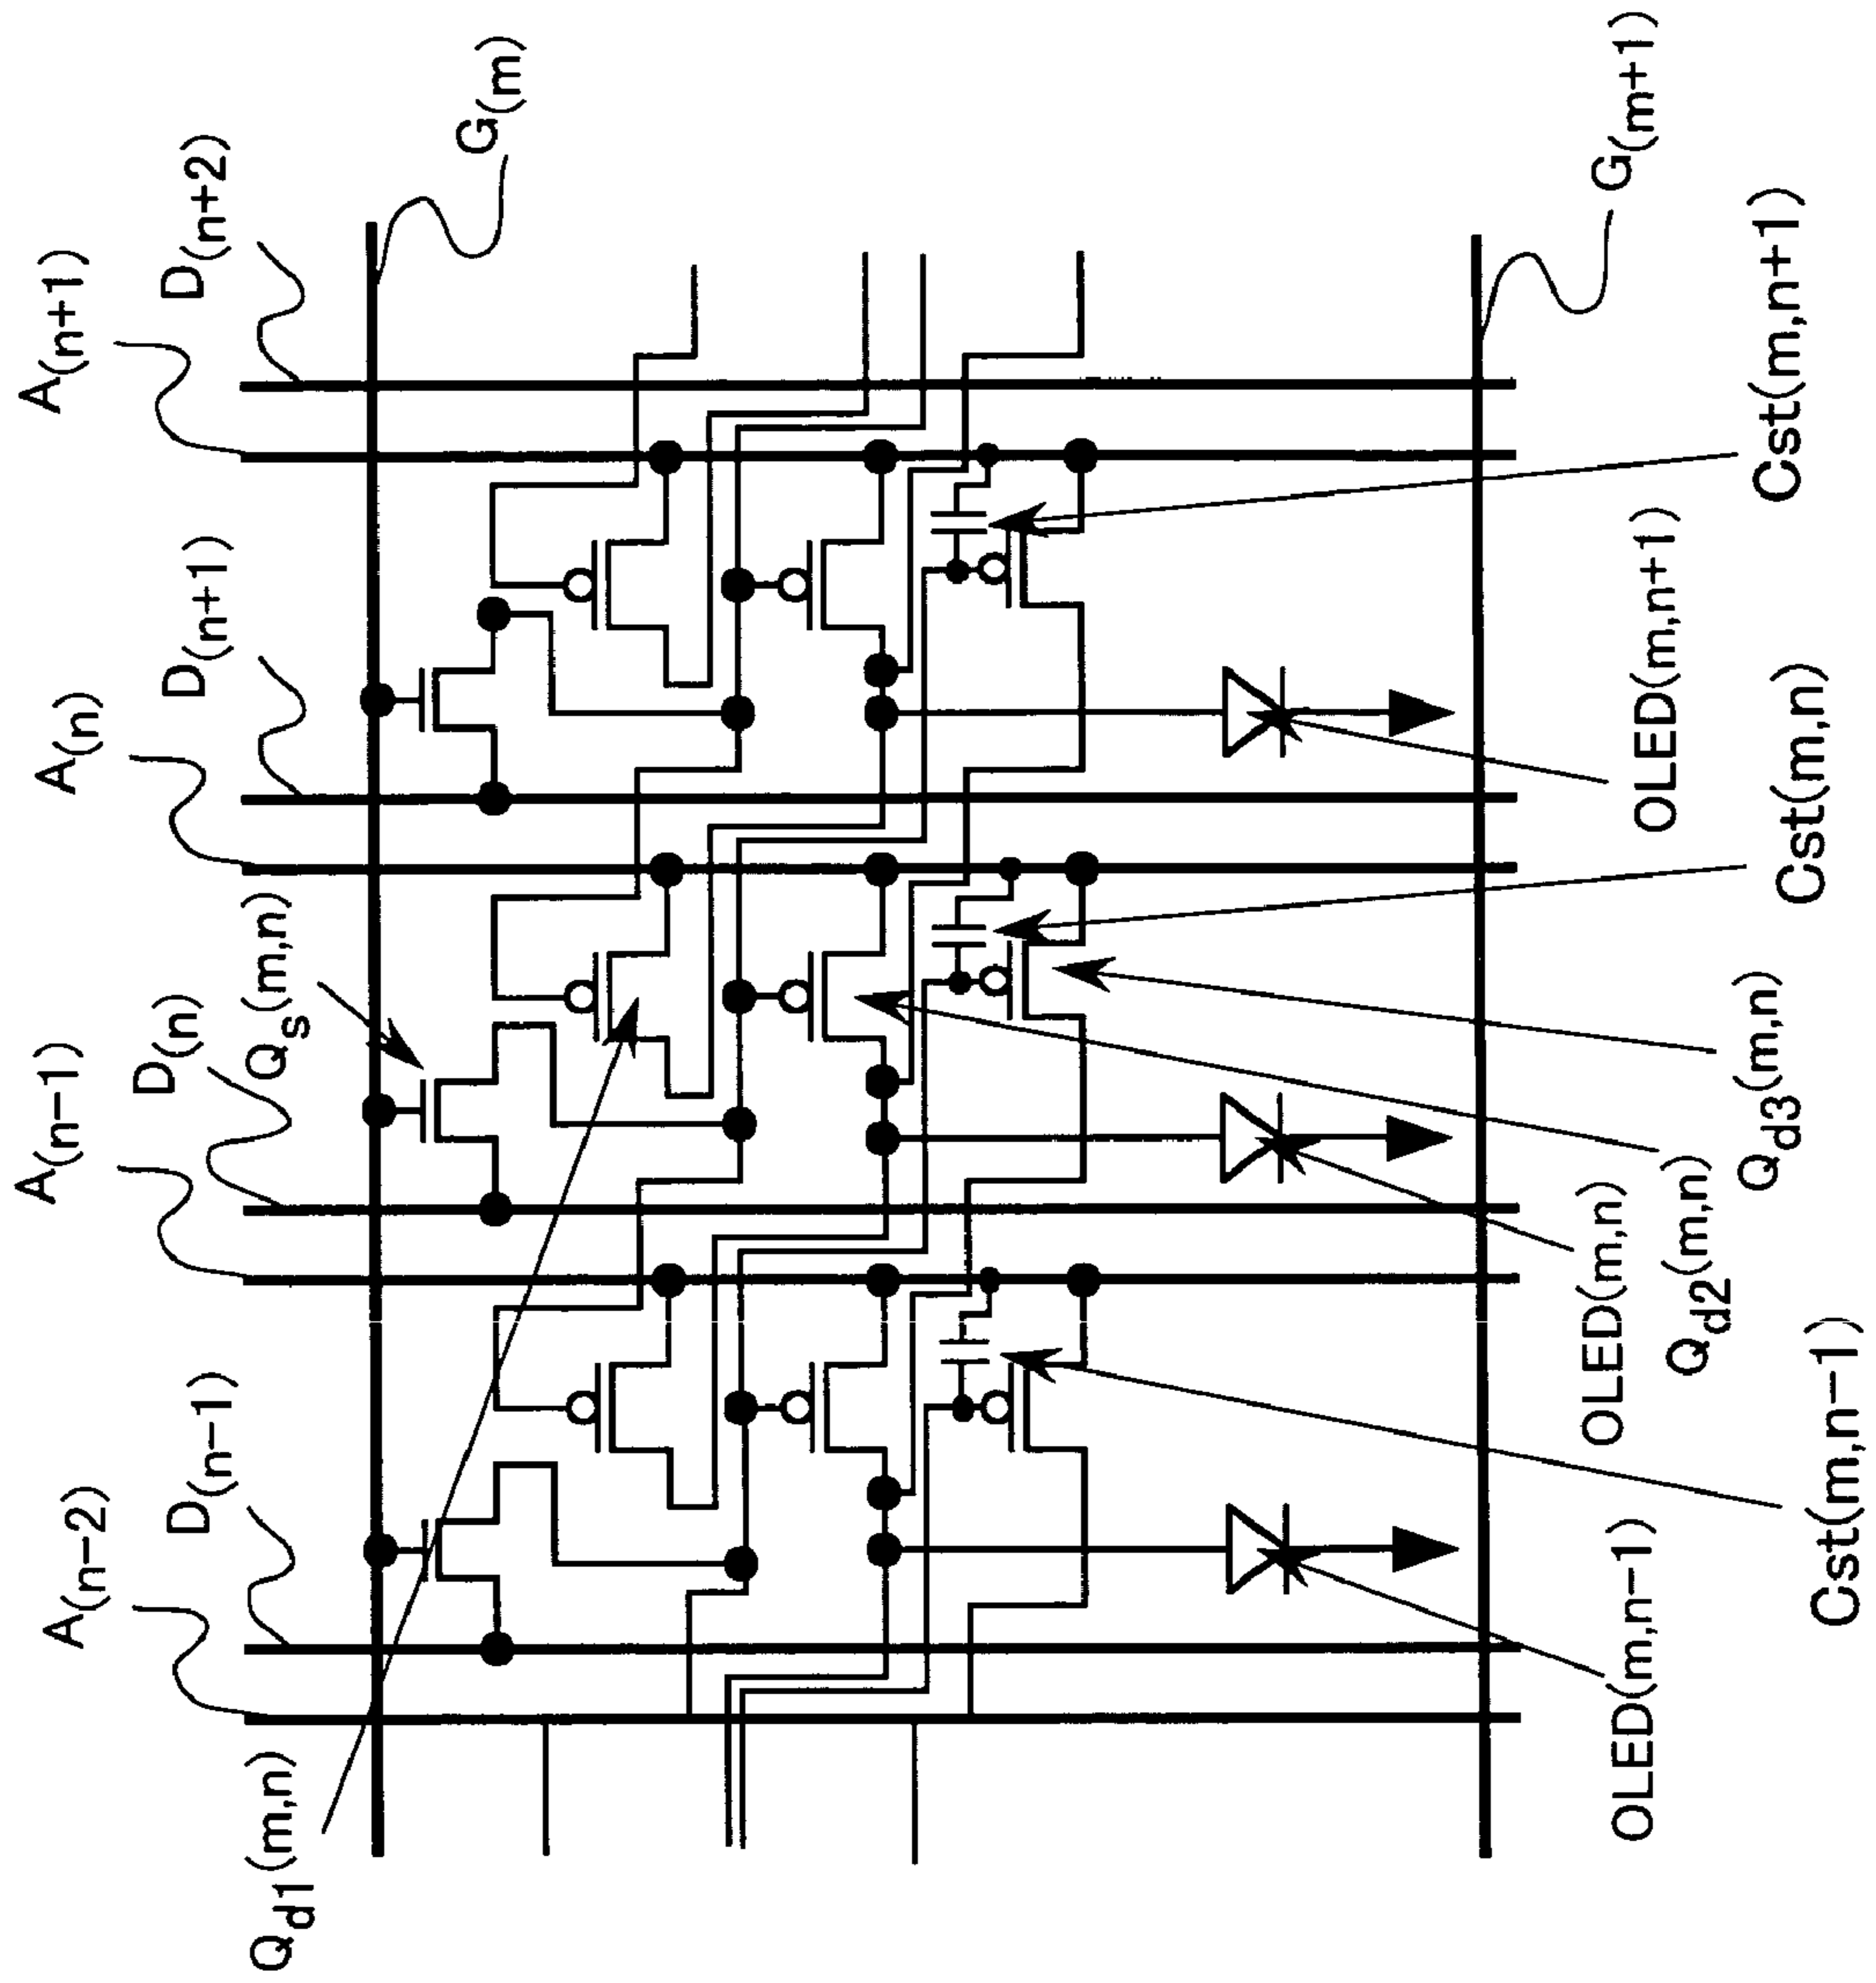 A(n-2)
D(n-1)
A(n-1)
D(n)
Qs(m,n)
A(n)
D(n+1)
A(n+1)
D(n+2)
G(m)
Qd1(m,n)
G(m+1)
Cst(m,n+1)
OLED(m,n+1)
Cst(m,n)
Qd3(m,n)
Qd2(m,n)
OLED(m,n)
Cst(m,n-1)
OLED(m,n-1)